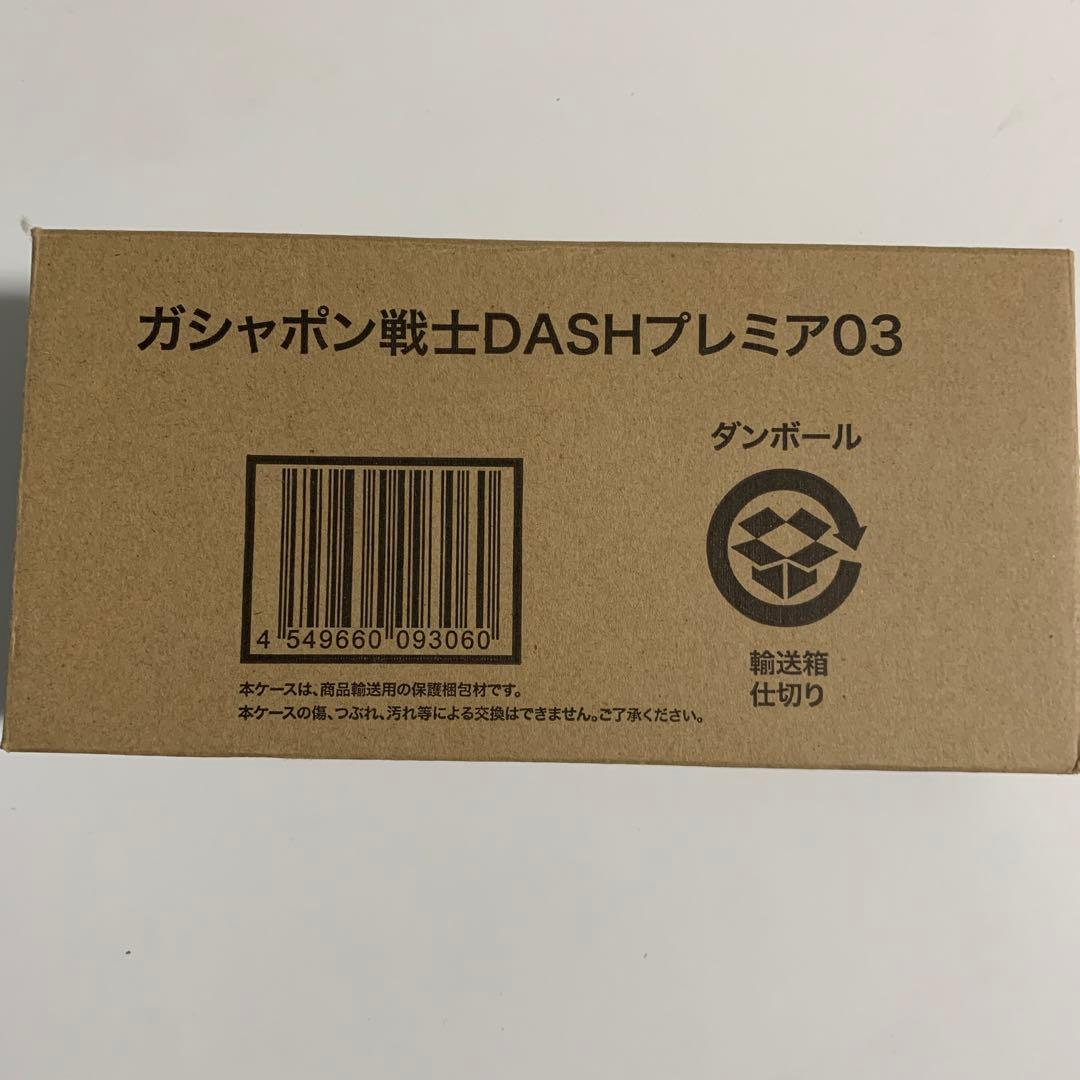 ガシャポン戦士DASHプレミア03
ダンボール
4 549660 093060
輸送箱
仕切り
本ケースは、商品輸送用の保護梱包材です。
本ケースの傷、つぶれ、汚れ等による交換はできません。ご了承ください。